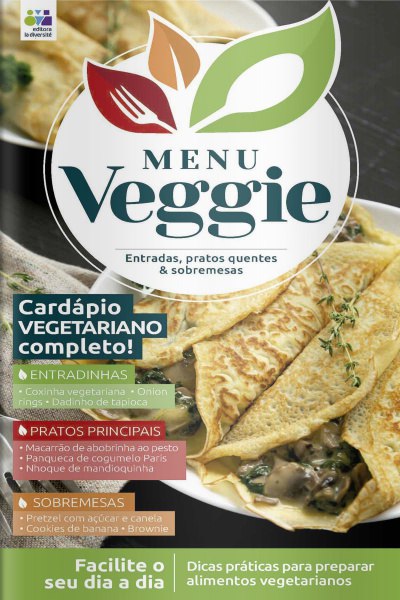 editora
la diversité
MENU
Veggie
Entradas, pratos quentes
& sobremesas
Cardápio
VEGETARIANO
completo!
ENTRADINHAS
• Coxinha vegetariana • Onion
rings • Dadinho de tapioca
PRATOS PRINCIPAIS
• Macarrão de abobrinha ao pesto
• Panqueca de cogumelo Paris
• Nhoque de mandioquinha
SOBREMESAS
• Pretzel com açúcar e canela
• Cookies de banana • Brownie
Facilite o
seu dia a dia
Dicas práticas para preparar
alimentos vegetarianos